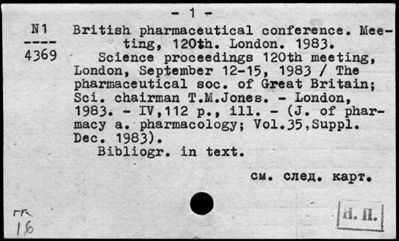 - 1 -
N1 British pharmaceutical conference. Mee-
---- ting, 120th. London. 1983.
4369 Science proceedings 120th meeting,
London, September 12-15, 1983 / The
pharmaceutical soc. of Great Britain;
Sci. chairman T.M.Jones. - London,
1983. - IV,112 p., ill. - (J. of phar-
macy a. pharmacology; Vol.35,Suppl.
Dec. 1983).
Bibliogr. in text.
см. след. карт.
гп
18
Н. П.